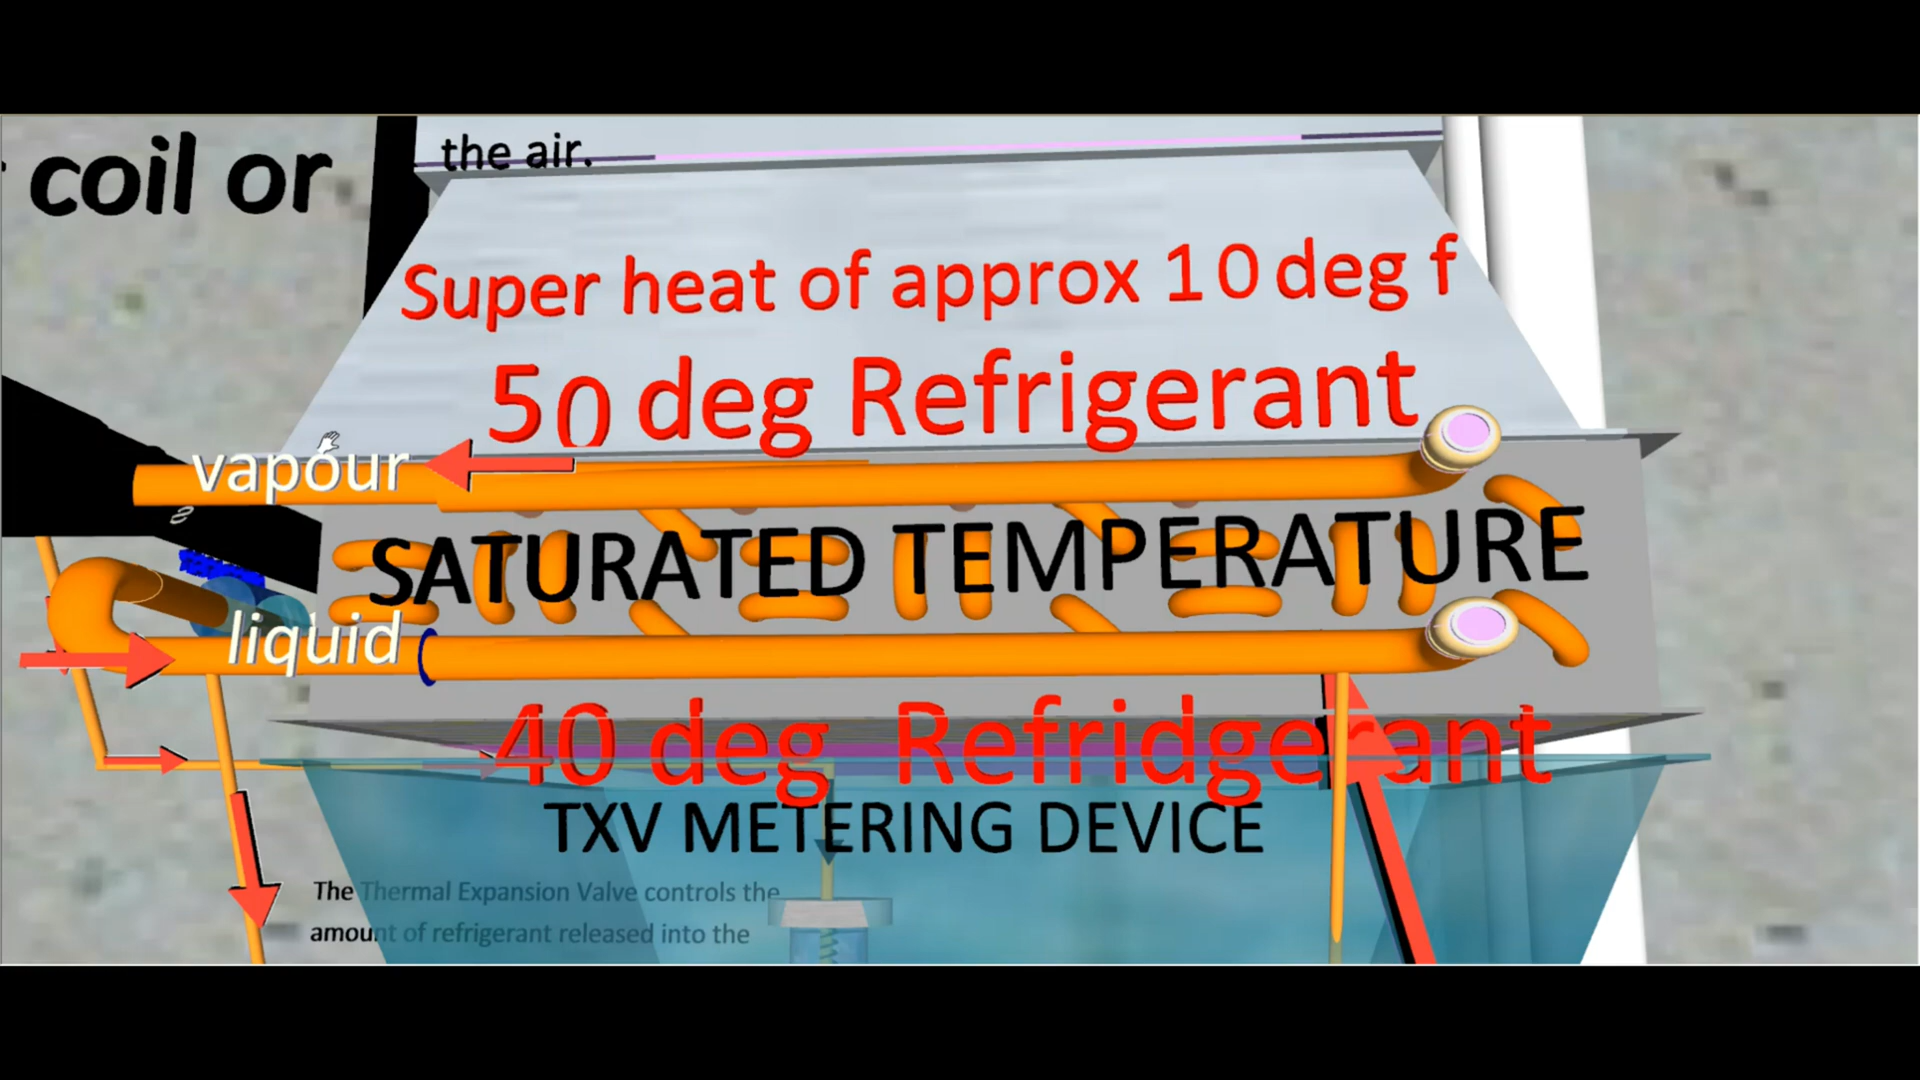 coil or
the air.
Super heat of approx 10 deg f
50 deg Refrigerant
vapour
SATURATED TEMPERATURE
liquid
40 deg Refridgerant
TXV METERING DEVICE
The Thermal Expansion Valve controls the
amount of refrigerant released into the